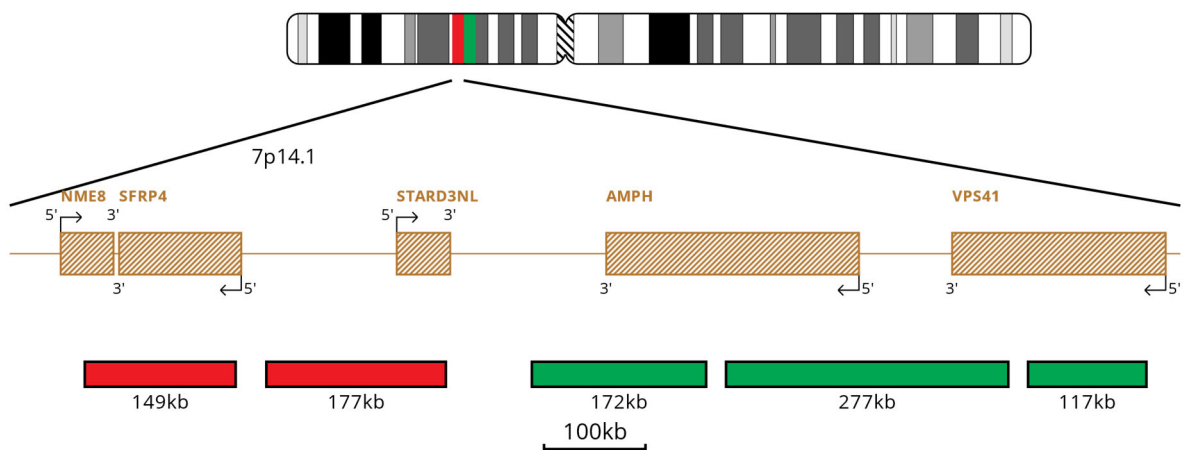 7p14.1
NME8 SFRP4 STARD3NL AMPH VPS41
5' 3' 5' 3'
3' 5' 3' 5' 3' 5'
149kb 177kb 172kb 277kb 117kb
100kb